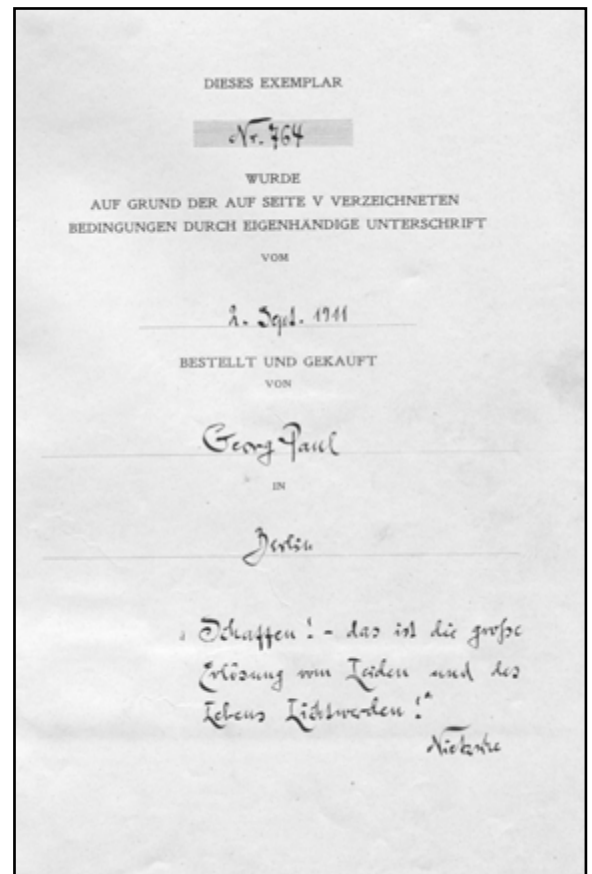 DIESES EXEMPLAR
Nr. 764
WURDE
AUF GRUND DER AUF SEITE V VERZEICHNETEN
BEDINGUNGEN DURCH EIGENHÄNDIGE UNTERSCHRIFT
VOM
2. Sept. 1911
BESTELLT UND GEKAUFT
VON
Georg Paul
IN
Berlin
„Schaffen! - das ist die große
Erlösung vom Leiden und des
Lebens Lichtwerden!“
Nietzsche